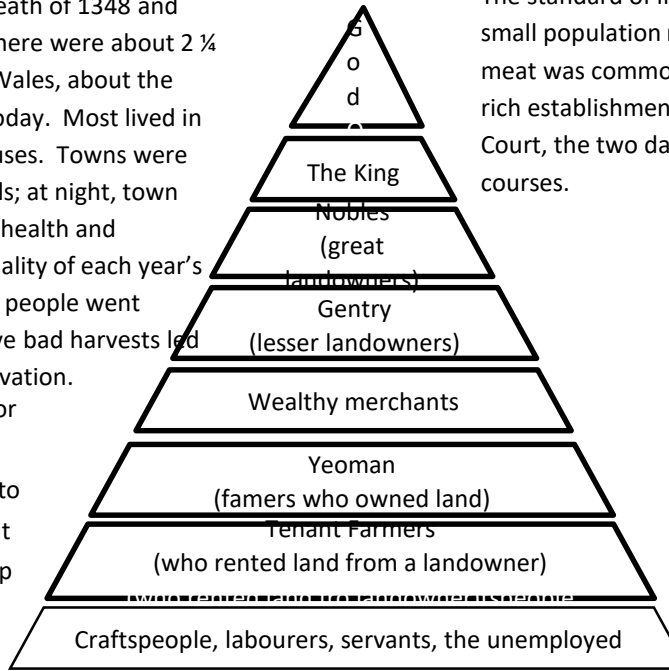 eath of 1348 and
here were about 2 ¼
Wales, about the
oday. Most lived in
uses. Towns were
ls; at night, town
health and
ality of each year's
people went
ve bad harvests led
vation.
or
to
t
p
small population
meat was commo
rich establishmen
Court, the two da
courses.
God
The King
Nobles
(great
landowners)
Gentry
(lesser landowners)
Wealthy merchants
Yeoman
(famers who owned land)
Tenant Farmers
(who rented land from a landowner)
Craftspeople, labourers, servants, the unemployed